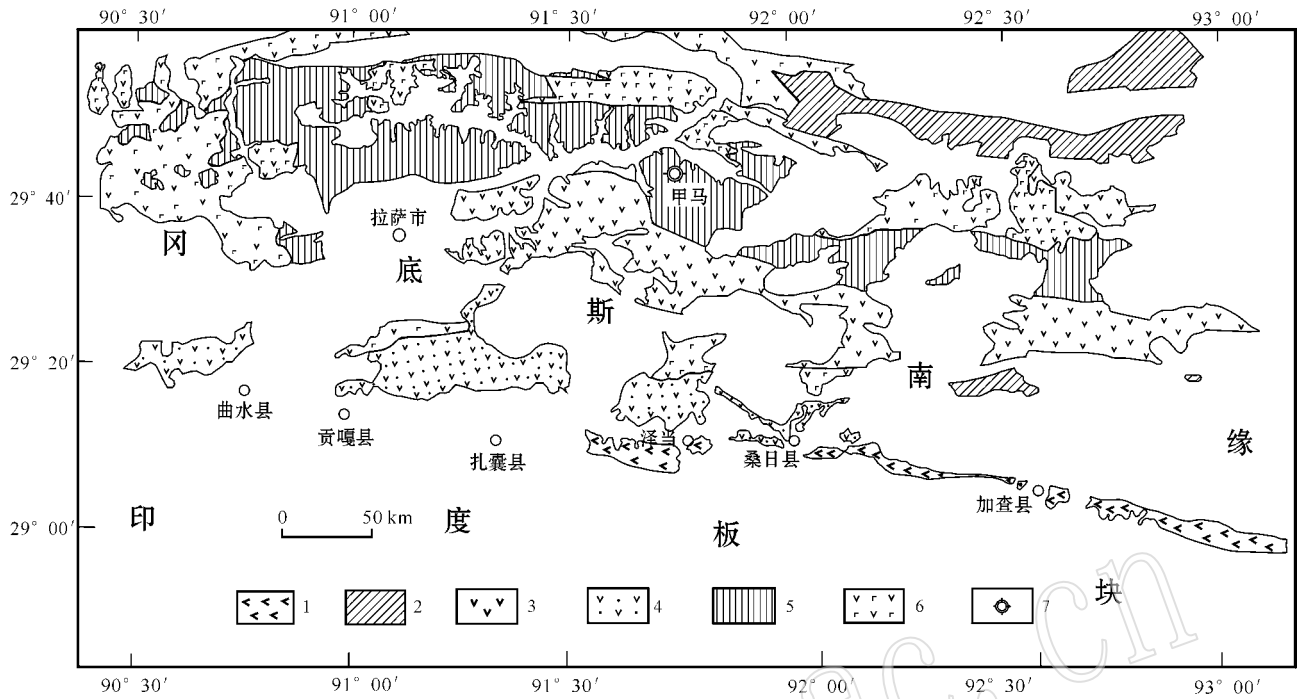 90° 30′ 91° 00′ 91° 30′ 92° 00′ 92° 30′ 93° 00′
29° 40′
甲马
拉萨市
冈
底
斯
29° 20′
南
曲水县
贡嘎县
扎囊县
泽当
桑日县
缘
加查县
29° 00′
印
0 50 km
度
板
块
1 2 3 4 5 6 7
90° 30′ 91° 00′ 91° 30′ 92° 00′ 93° 00′
ac.cn